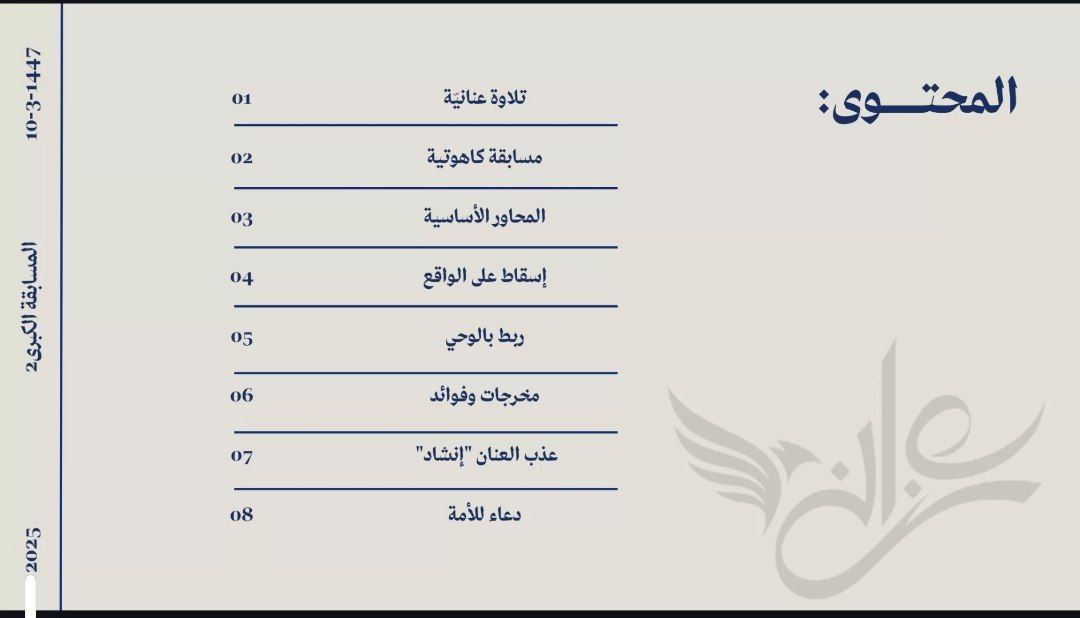 المحتـــوى:
تلاوة عنانيّة 01
مسابقة كاهوتية 02
المحاور الأساسية 03
إسقاط على الواقع 04
ربط بالوحي 05
مخرجات وفوائد 06
عذب العنان "إنشاد" 07
دعاء للأمة 08
10-3-1447
المسابقة الكبرى2
2025